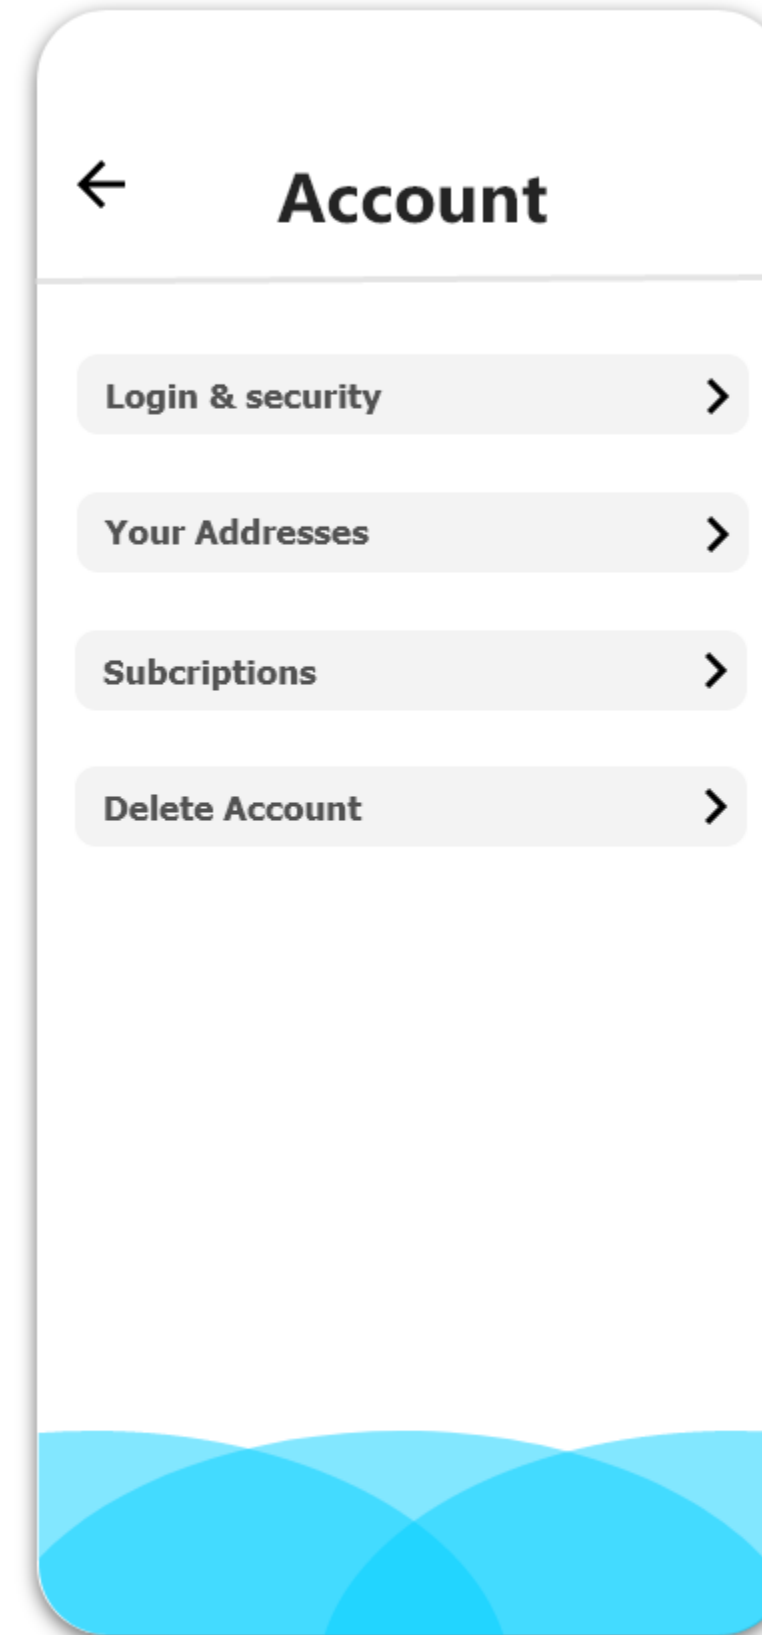 Account
Login & security
Your Addresses
Subcriptions
Delete Account